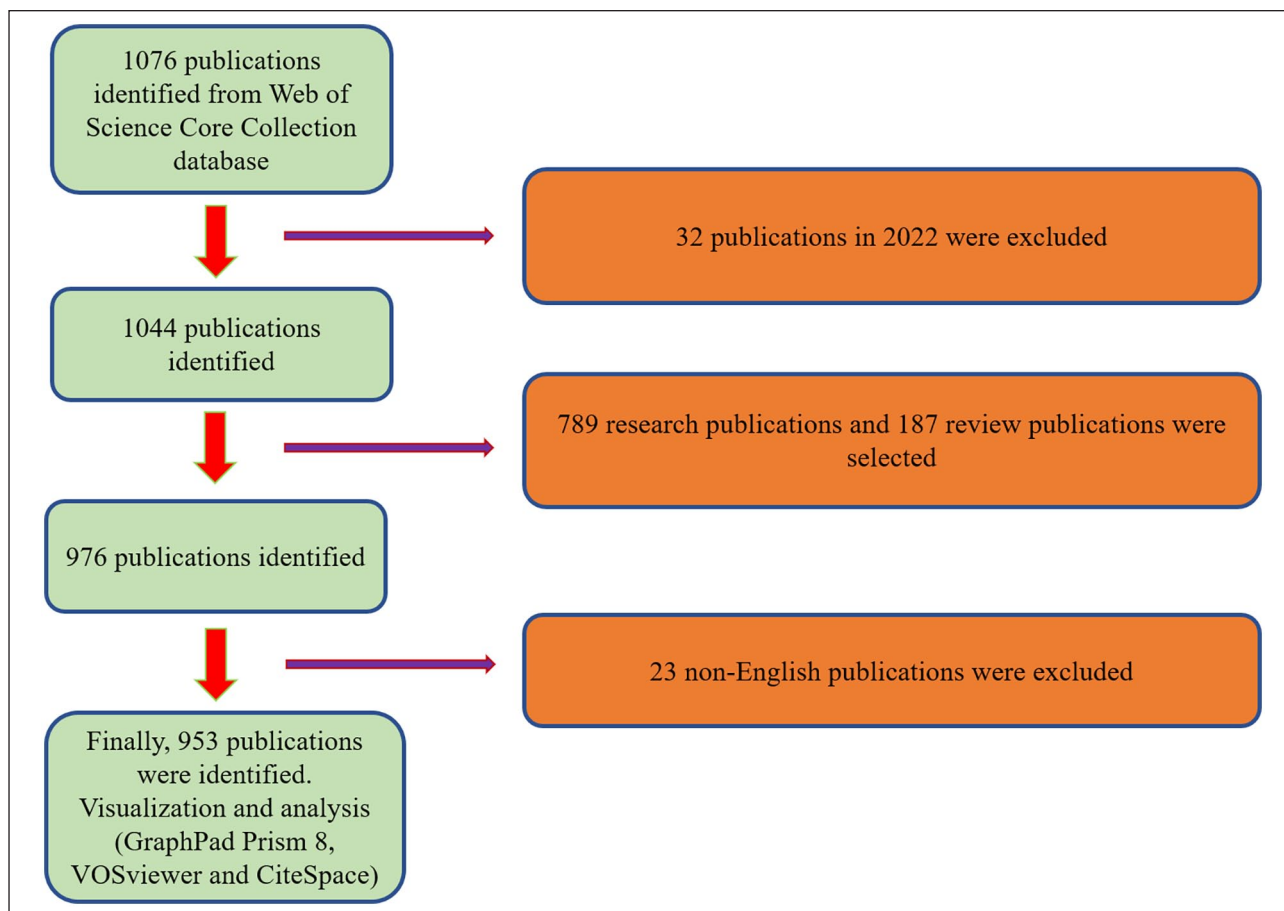 1076 publications
identified from Web of
Science Core Collection
database
32 publications in 2022 were excluded
1044 publications
identified
789 research publications and 187 review publications were
selected
976 publications identified
23 non-English publications were excluded
Finally, 953 publications
were identified.
Visualization and analysis
(GraphPad Prism 8,
VOSviewer and CiteSpace)